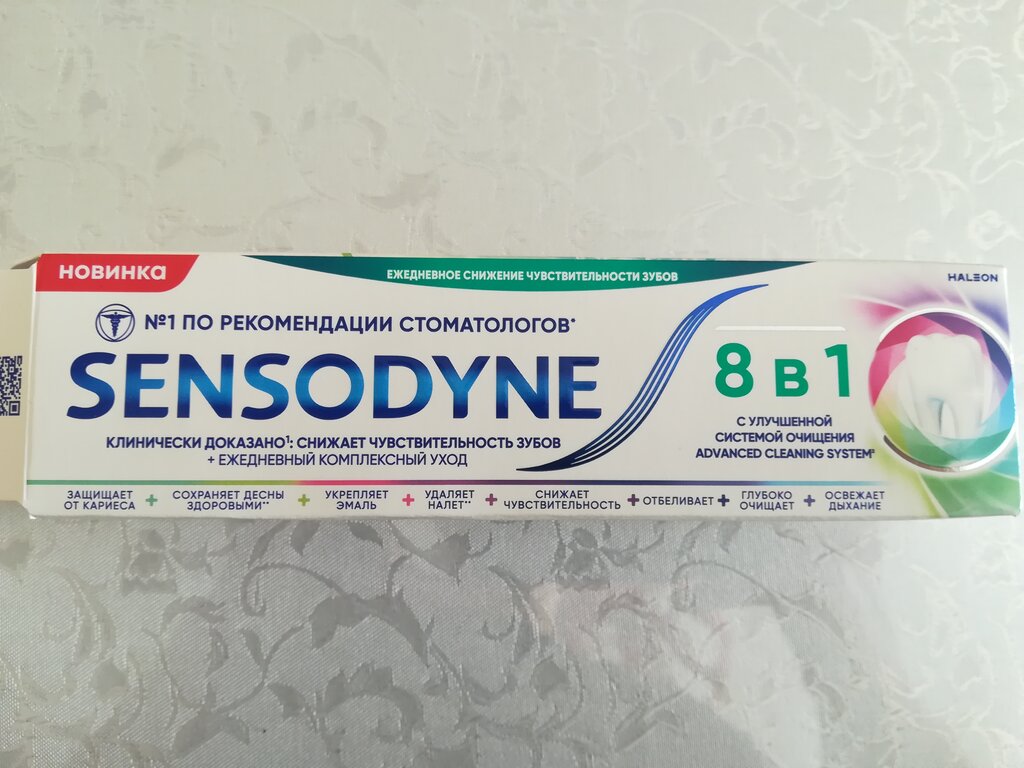 НОВИНКА
ЕЖЕДНЕВНОЕ СНИЖЕНИЕ ЧУВСТВИТЕЛЬНОСТИ ЗУБОВ
HALEON
№1 ПО РЕКОМЕНДАЦИИ СТОМАТОЛОГОВ*
SENSODYNE
КЛИНИЧЕСКИ ДОКАЗАНО¹: СНИЖАЕТ ЧУВСТВИТЕЛЬНОСТЬ ЗУБОВ
+ ЕЖЕДНЕВНЫЙ КОМПЛЕКСНЫЙ УХОД
8 в 1
С УЛУЧШЕННОЙ
СИСТЕМОЙ ОЧИЩЕНИЯ
ADVANCED CLEANING SYSTEM²
ЗАЩИЩАЕТ
ОТ КАРИЕСА
+
СОХРАНЯЕТ ДЕСНЫ
ЗДОРОВЫМИ**
+
УКРЕПЛЯЕТ
ЭМАЛЬ
+
УДАЛЯЕТ
НАЛЕТ**
+
СНИЖАЕТ
ЧУВСТВИТЕЛЬНОСТЬ
+
ОТБЕЛИВАЕТ
+
ГЛУБОКО
ОЧИЩАЕТ
+
ОСВЕЖАЕТ
ДЫХАНИЕ